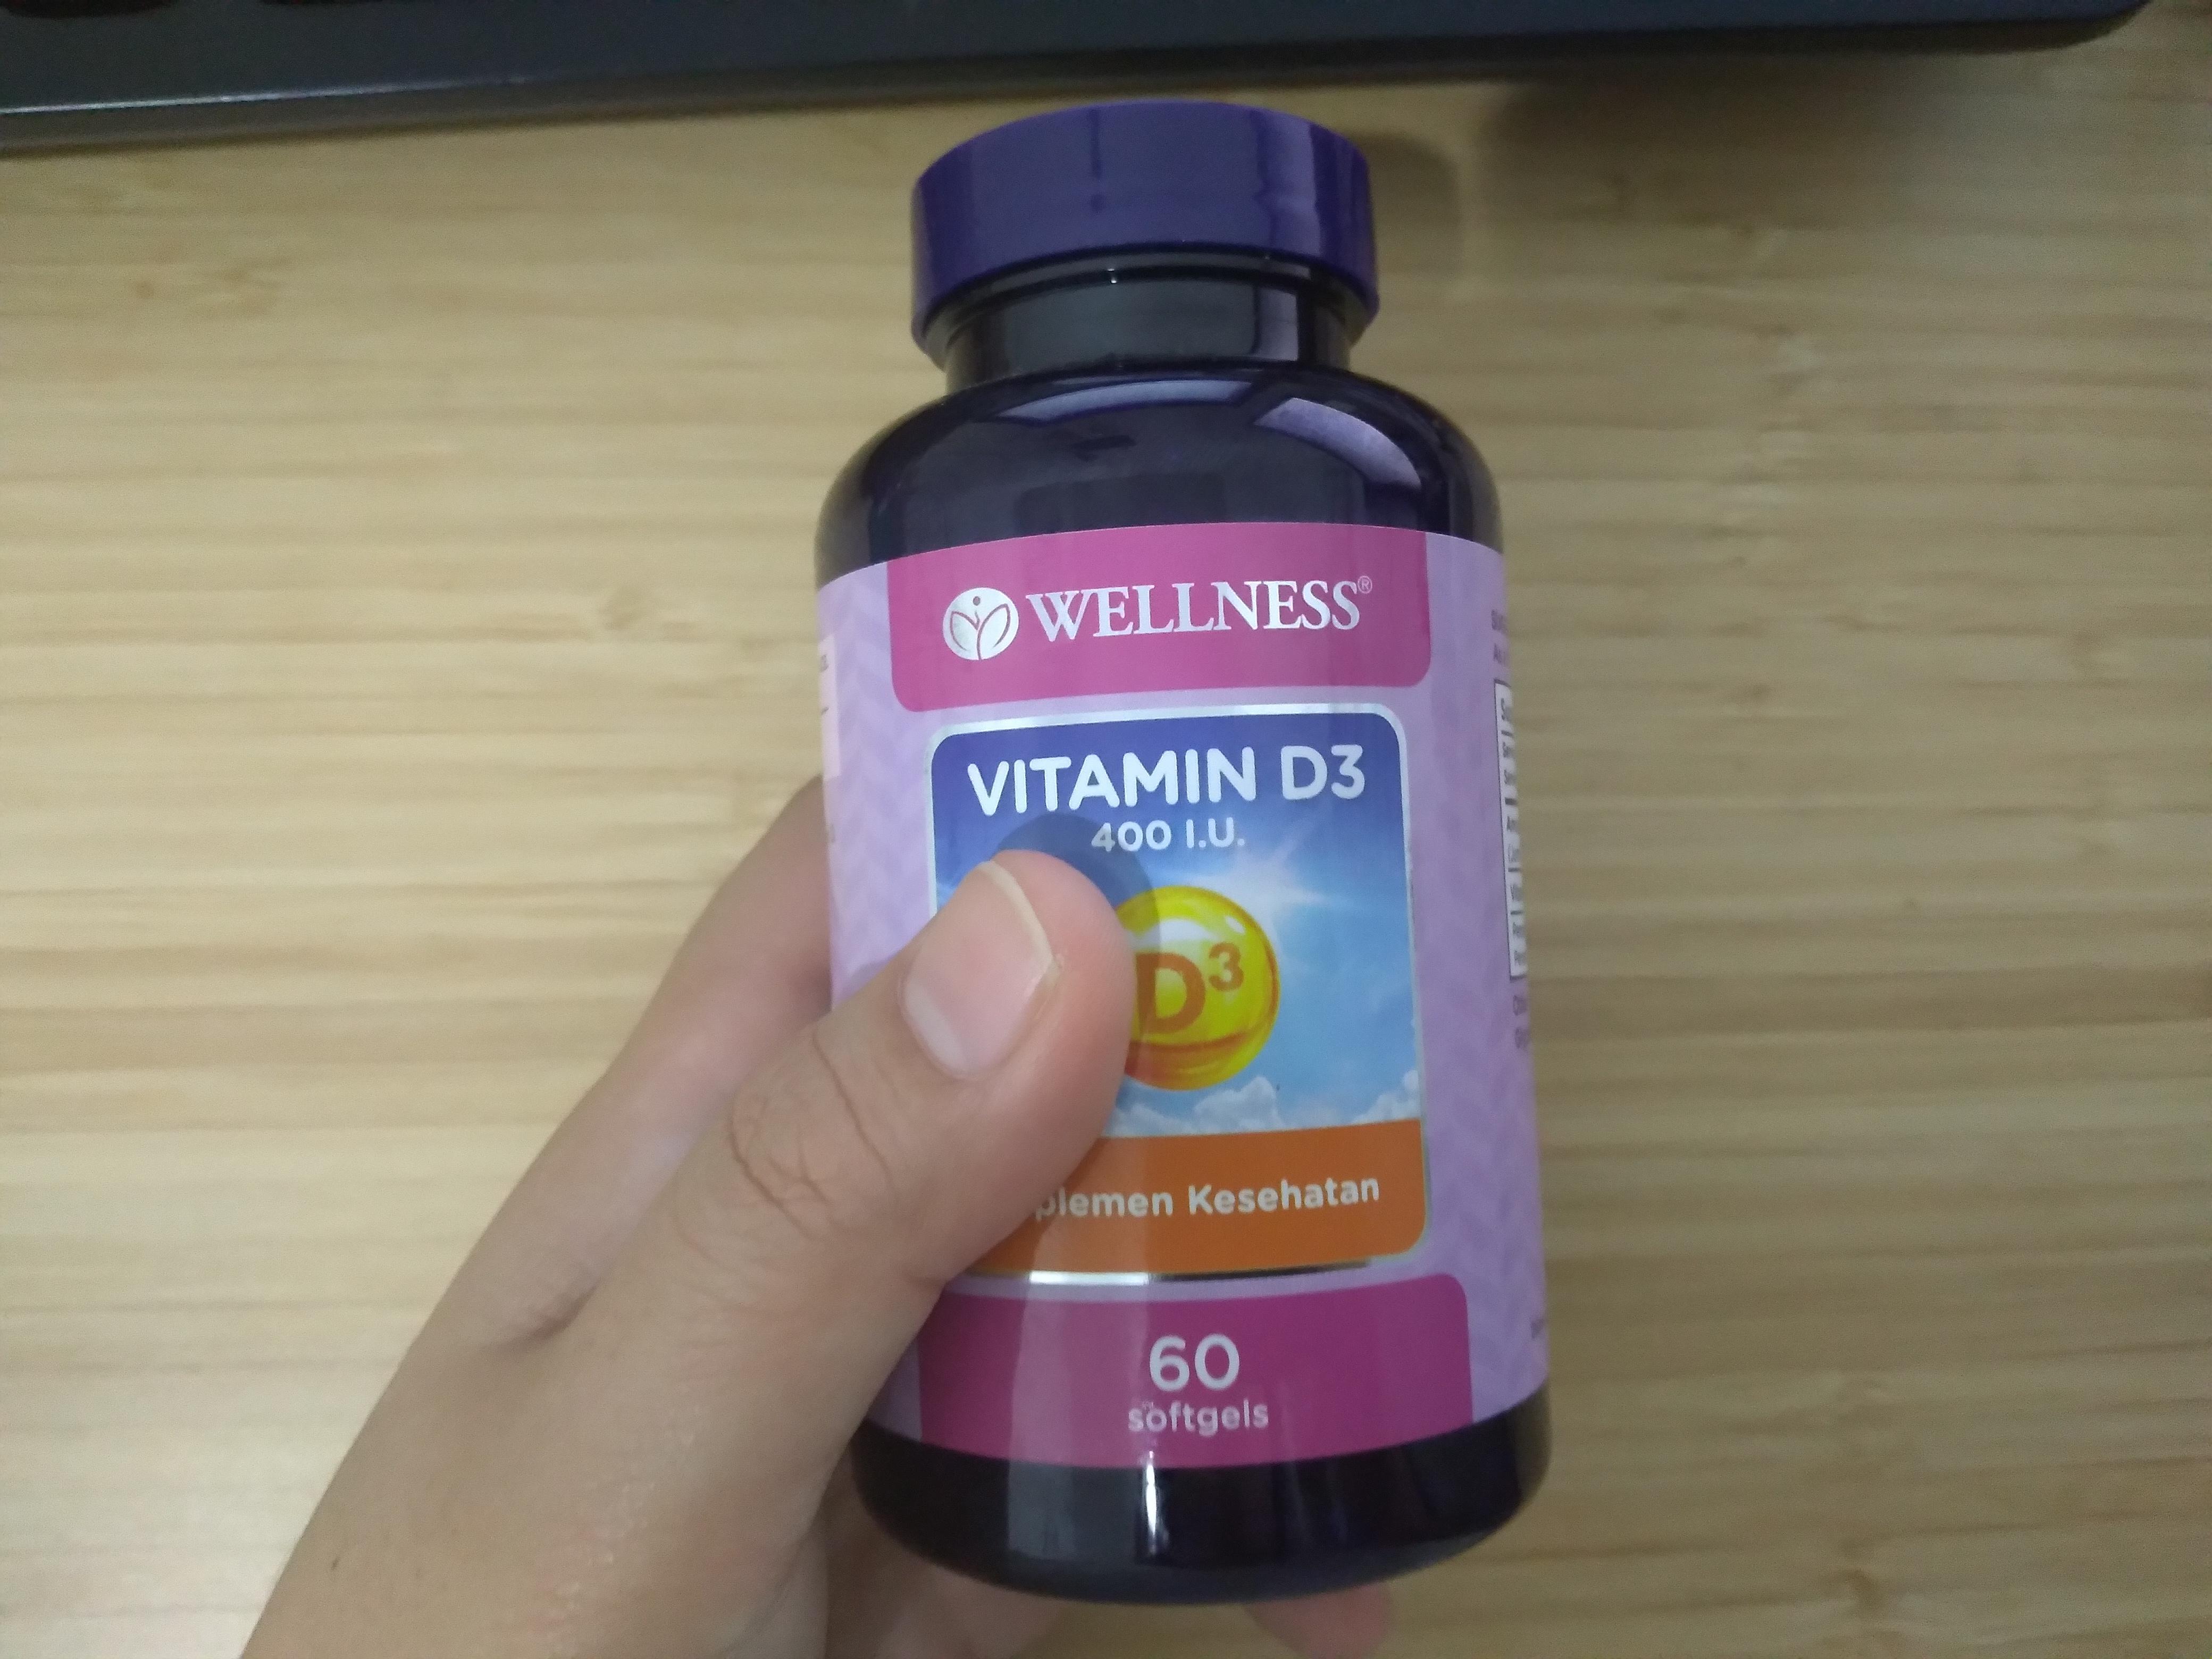 WELLNESS®
VITAMIN D3
400 I.U.
D³
plemen Kesehatan
60
softgels